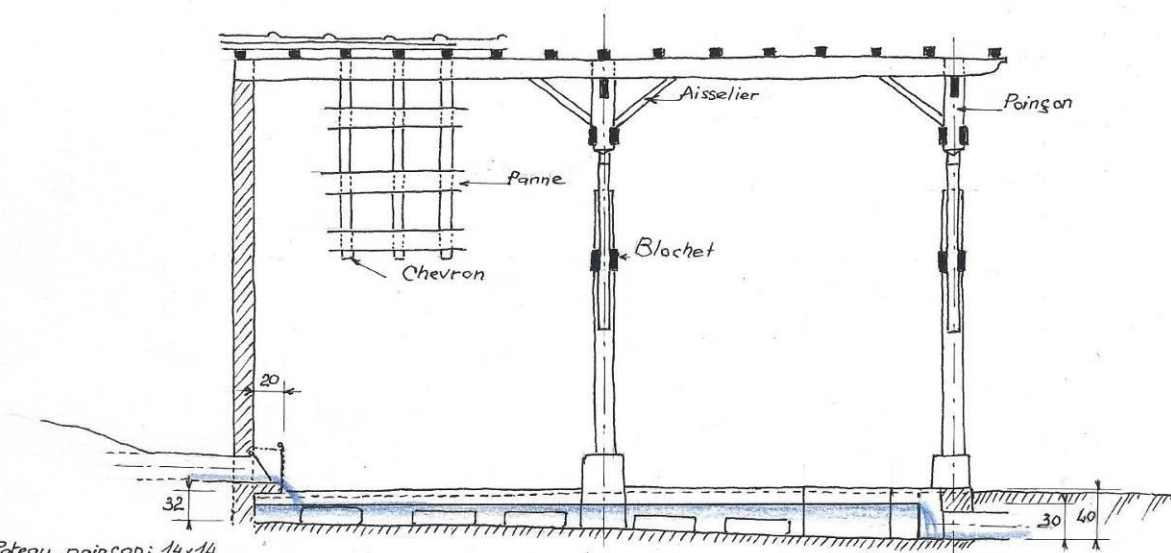 Aisselier
Poinçon
Panne
Blochet
Chevron
20
32
30
40
Poteau poinçon: 14x14